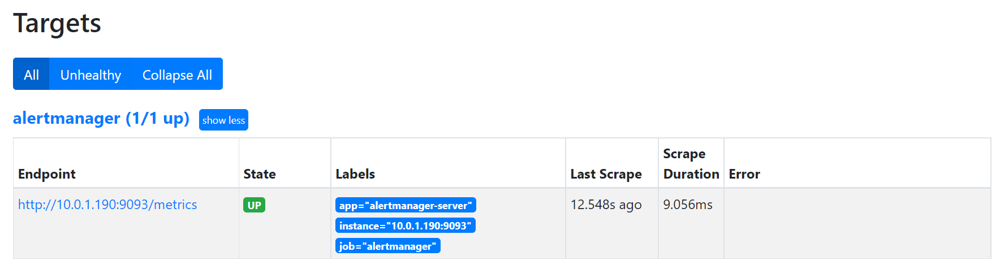 Targets
All Unhealthy Collapse All
alertmanager (1/1 up) show less
Endpoint State Labels Last Scrape Scrape Duration Error
http://10.0.1.190:9093/metrics UP app="alertmanager-server" 12.548s ago 9.056ms
instance="10.0.1.190:9093"
job="alertmanager"